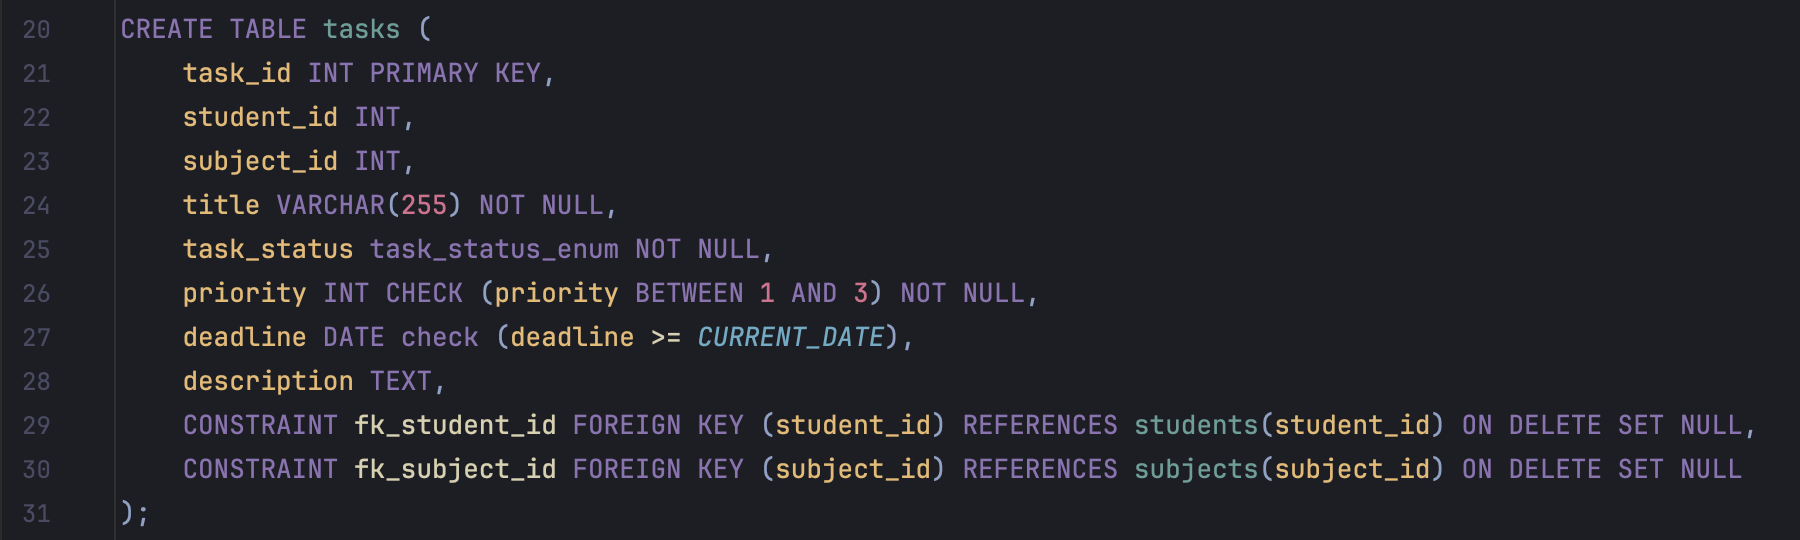 20 CREATE TABLE tasks (
21     task_id INT PRIMARY KEY,
22     student_id INT,
23     subject_id INT,
24     title VARCHAR(255) NOT NULL,
25     task_status task_status_enum NOT NULL,
26     priority INT CHECK (priority BETWEEN 1 AND 3) NOT NULL,
27     deadline DATE check (deadline >= CURRENT_DATE),
28     description TEXT,
29     CONSTRAINT fk_student_id FOREIGN KEY (student_id) REFERENCES students(student_id) ON DELETE SET NULL,
30     CONSTRAINT fk_subject_id FOREIGN KEY (subject_id) REFERENCES subjects(subject_id) ON DELETE SET NULL
31 );